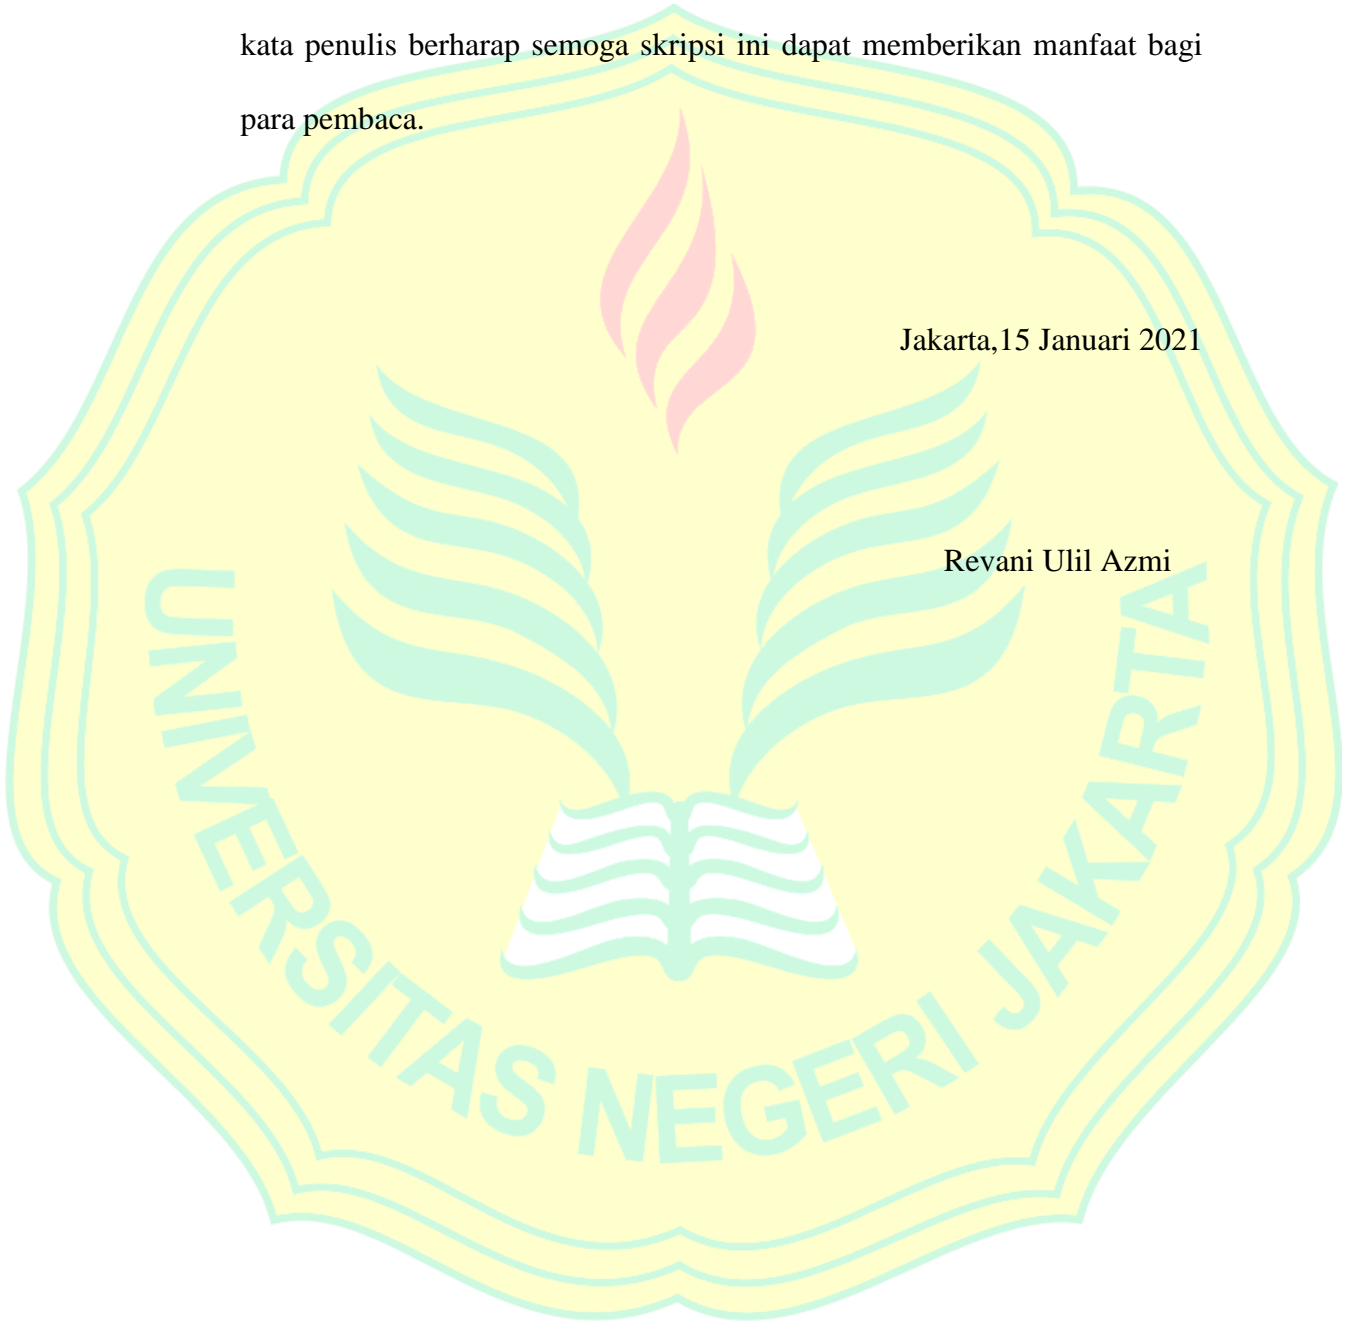 kata penulis berharap semoga skripsi ini dapat memberikan manfaat bagi
para pembaca.
Jakarta,15 Januari 2021
Revani Ulil Azmi
UNIVERSITAS NEGERI JAKARTA